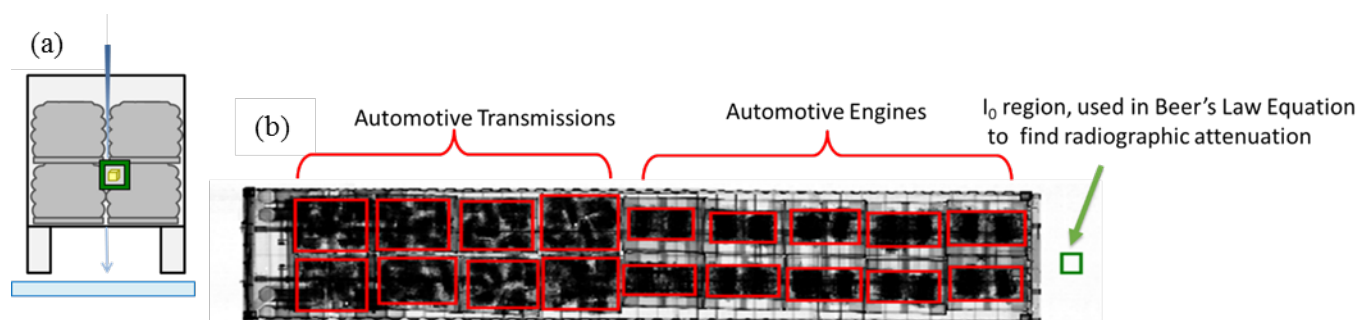 (a)
(b)
Automotive Transmissions
Automotive Engines
I₀ region, used in Beer's Law Equation
to find radiographic attenuation